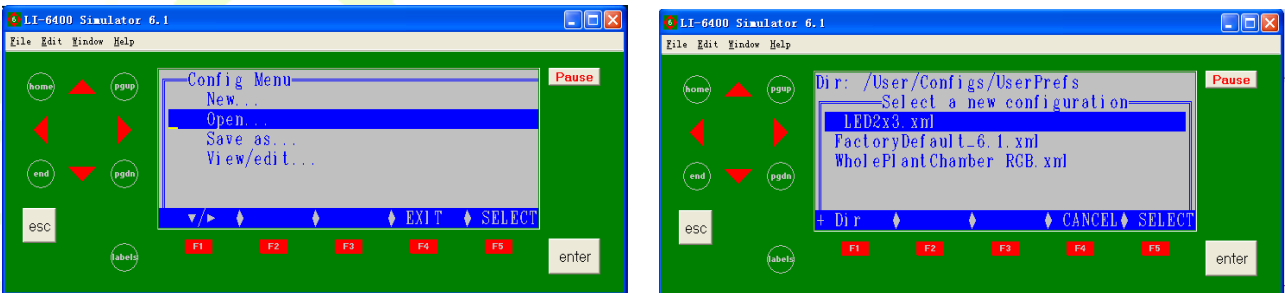 LI-6400 Simulator 6.1
File Edit Window Help
home
pgup
end
pgdn
esc
labels
Config Menu
New...
Open...
Save as...
View/edit...
▼/► EXIT SELECT
F1 F2 F3 F4 F5
Pause
enter
LI-6400 Simulator 6.1
File Edit Window Help
home
pgup
end
pgdn
esc
labels
Dir: /User/Configs/UserPrefs
Select a new configuration
LED2x3.xml
FactoryDefault_6.1.xml
WholePlantChamber RGB.xml
+ Dir CANCEL SELECT
F1 F2 F3 F4 F5
Pause
enter